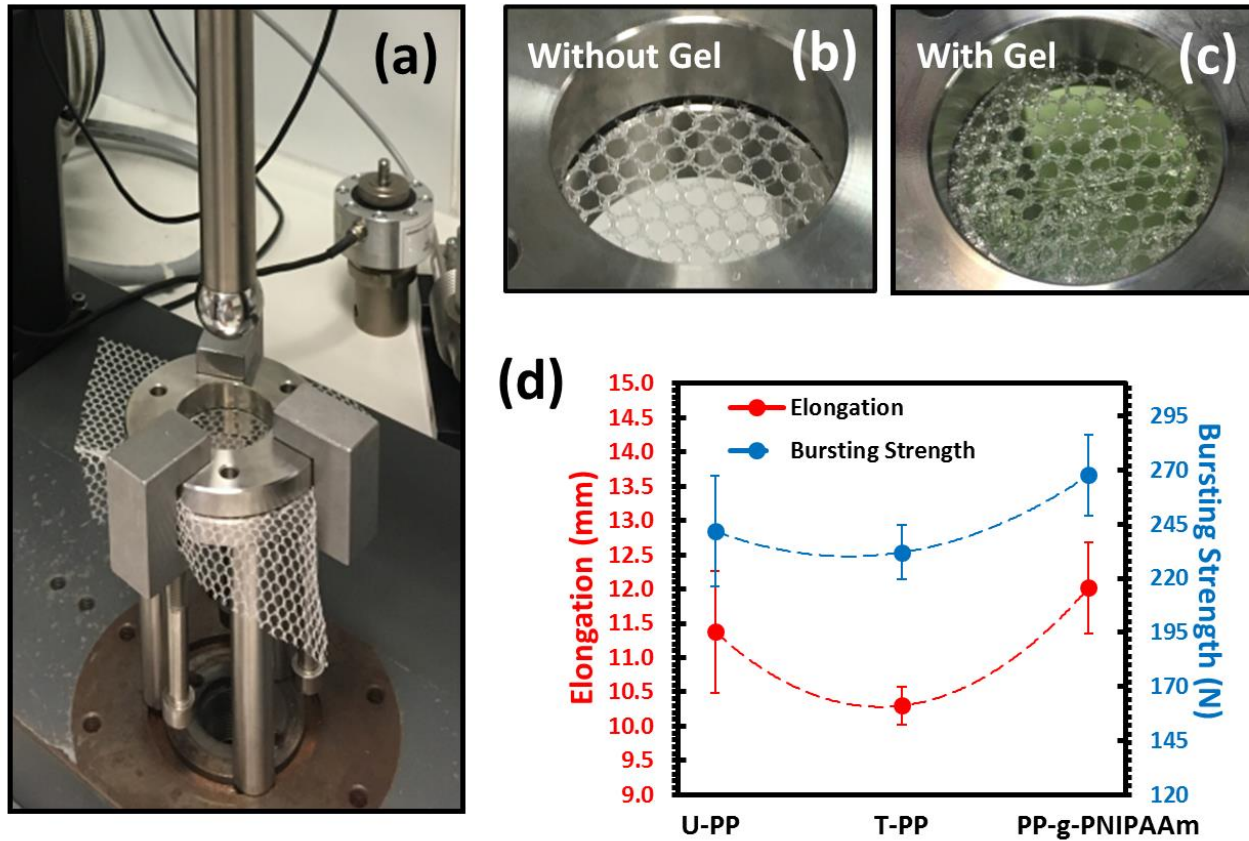 (a)
Without Gel
(b)
With Gel
(c)
(d)
Elongation (mm)
15.0
14.5
14.0
13.5
13.0
12.5
12.0
11.5
11.0
10.5
10.0
9.5
9.0
Elongation
Bursting Strength
295
270
245
220
195
170
145
120
Bursting Strength (N)
U-PP
T-PP
PP-g-PNIPAAm